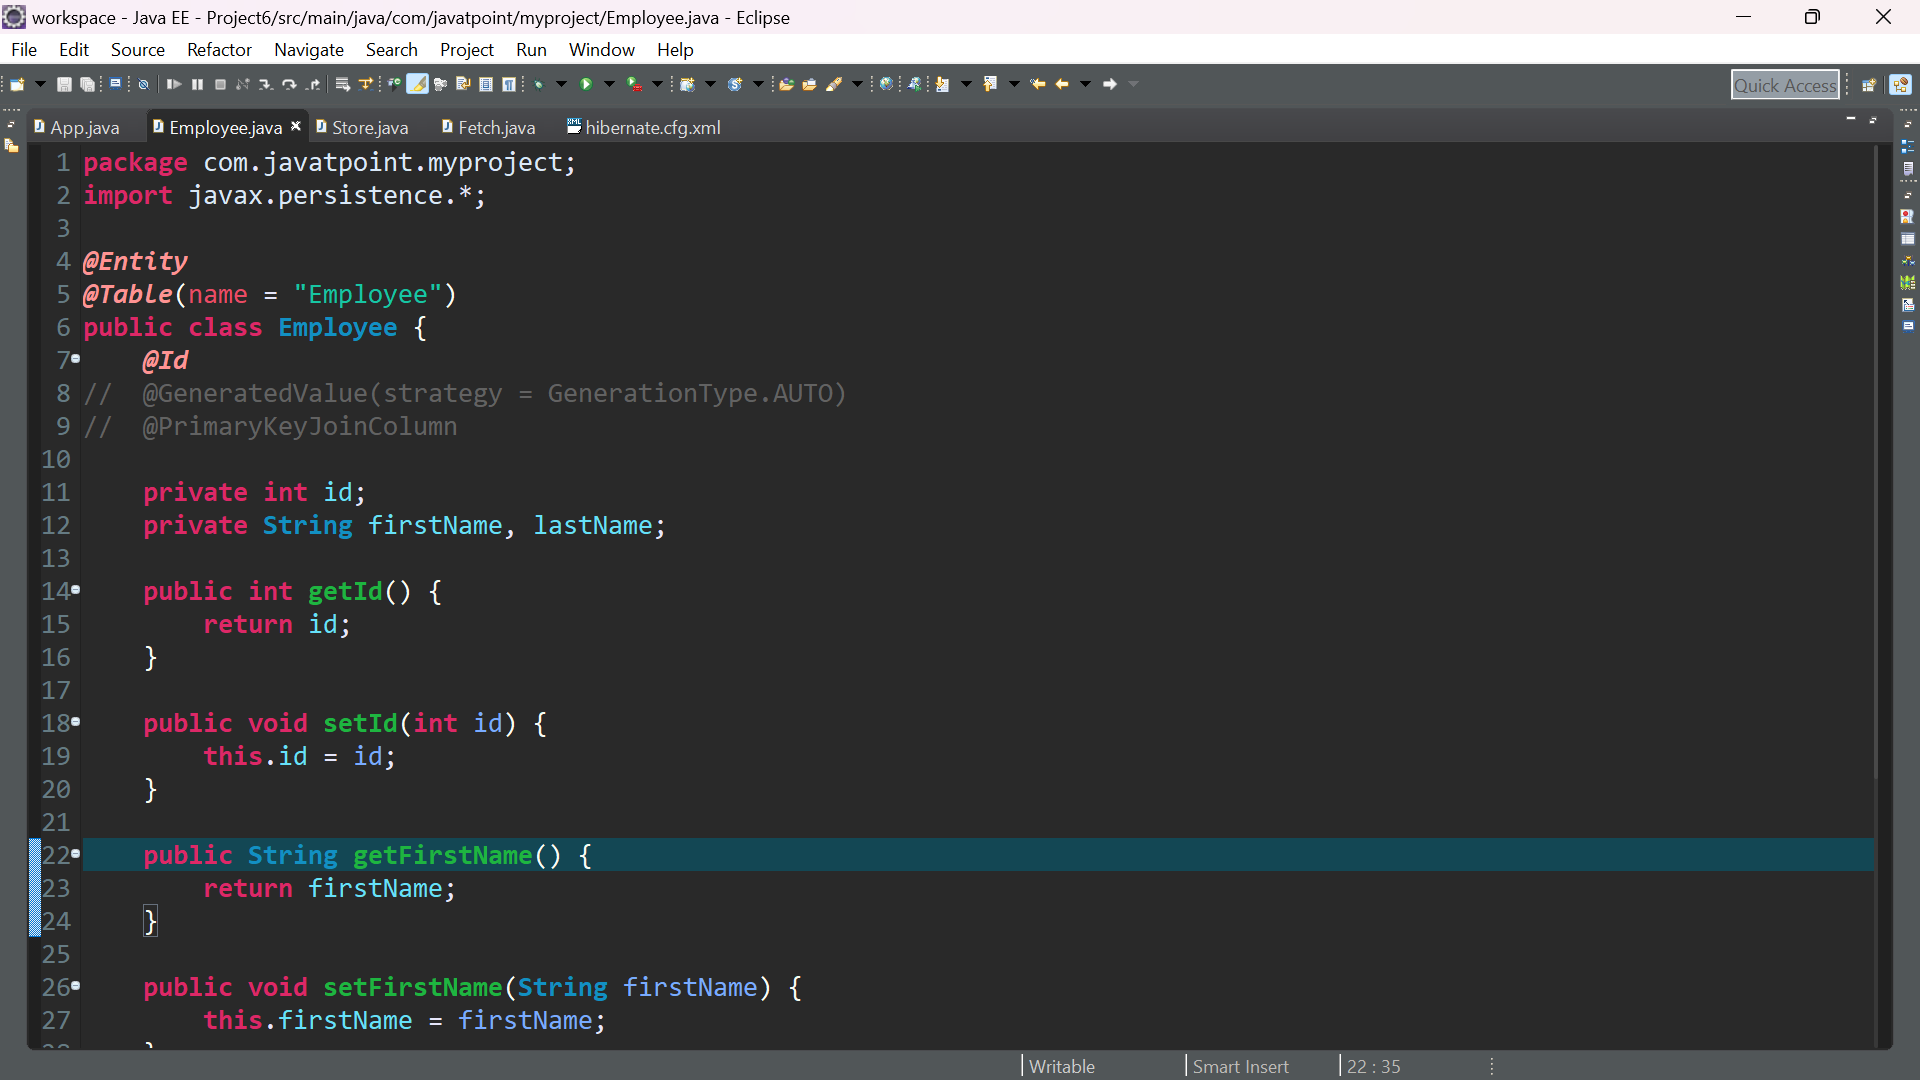 workspace - Java EE - Project6/src/main/java/com/javatpoint/myproject/Employee.java - Eclipse
File Edit Source Refactor Navigate Search Project Run Window Help
Quick Access
App.java Employee.java Store.java Fetch.java hibernate.cfg.xml
1 package com.javatpoint.myproject;
2 import javax.persistence.*;
3
4 @Entity
5 @Table(name = "Employee")
6 public class Employee {
7 @Id
8 // @GeneratedValue(strategy = GenerationType.AUTO)
9 // @PrimaryKeyJoinColumn
10
11 private int id;
12 private String firstName, lastName;
13
14 public int getId() {
15 return id;
16 }
17
18 public void setId(int id) {
19 this.id = id;
20 }
21
22 public String getFirstName() {
23 return firstName;
24 }
25
26 public void setFirstName(String firstName) {
27 this.firstName = firstName;
Writable Smart Insert 22 : 35